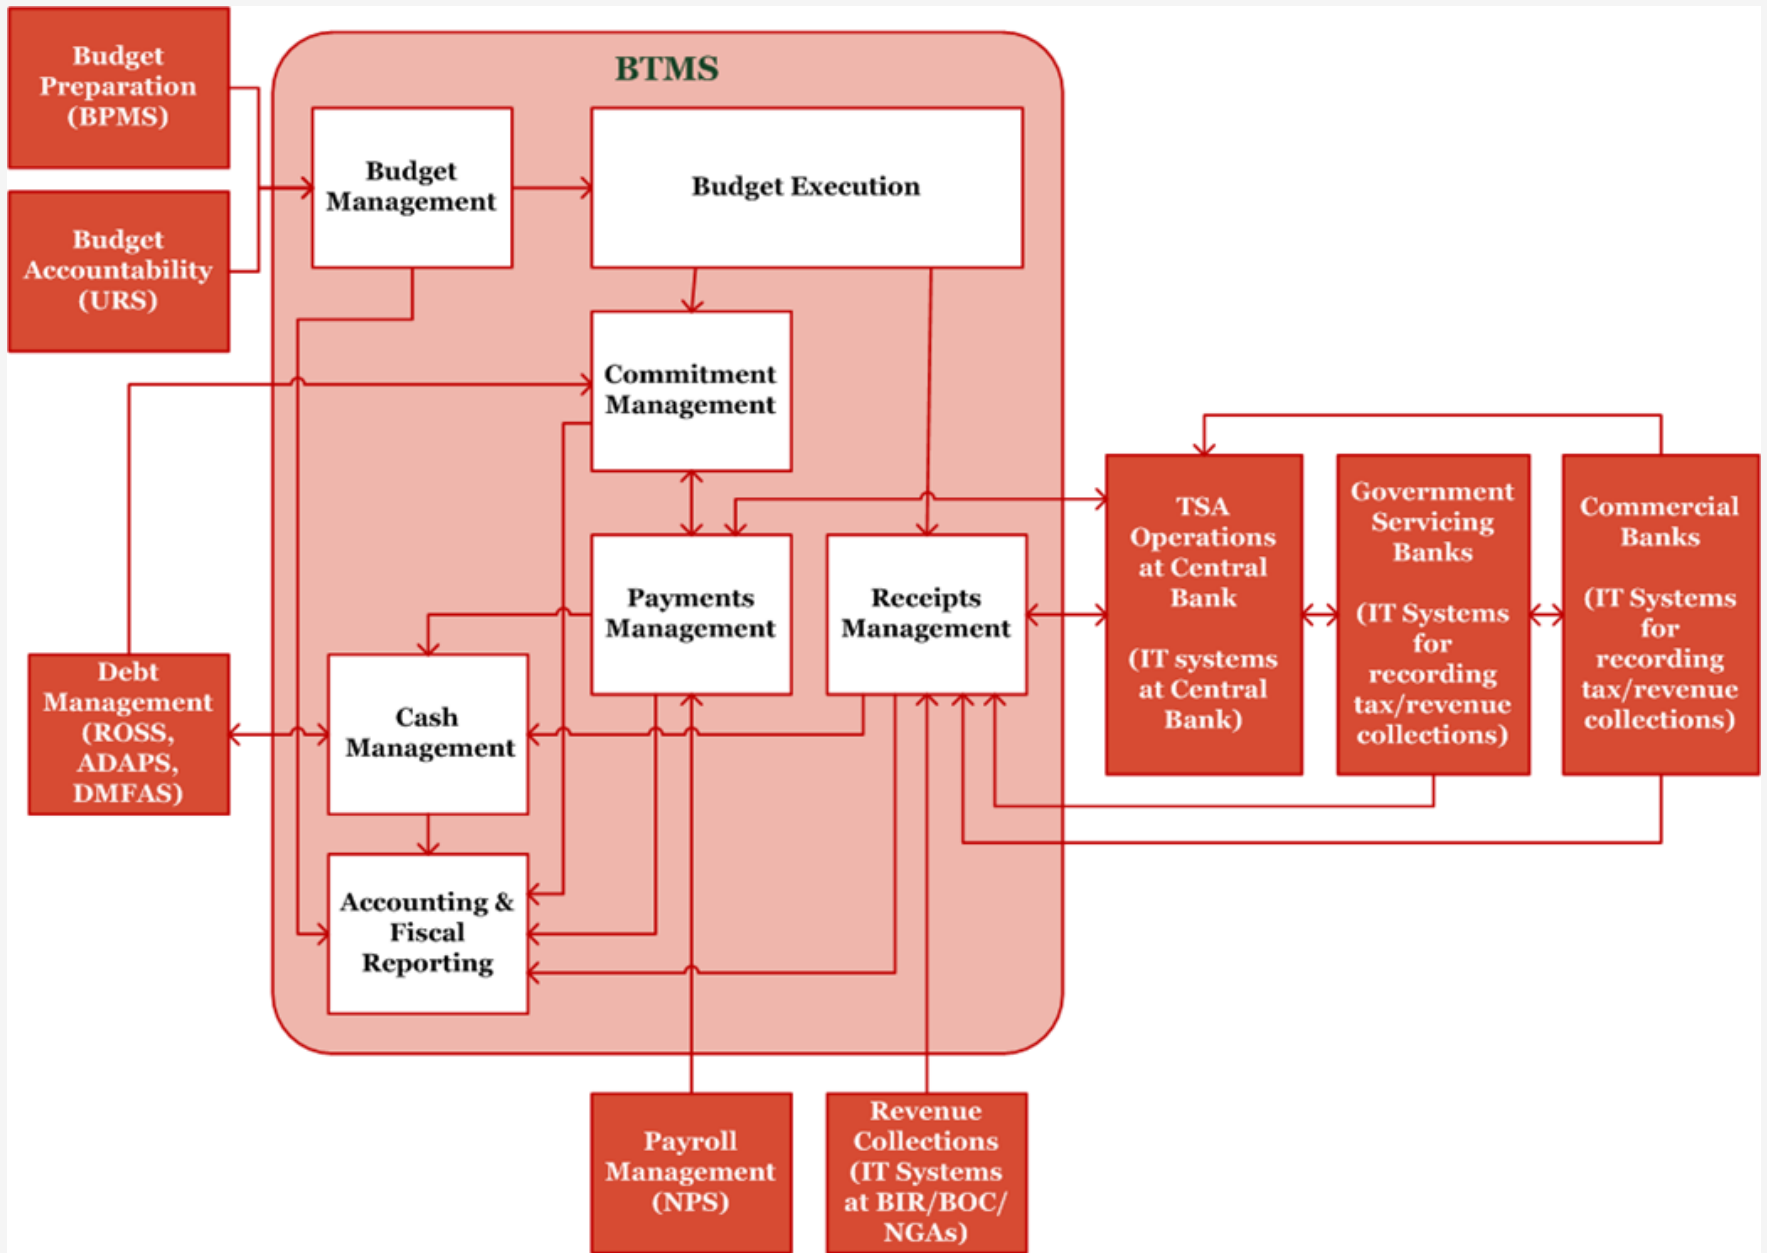 Budget
Preparation
(BPMS)
BTMS
Budget
Management
Budget Execution
Budget
Accountability
(URS)
Commitment
Management
TSA
Operations
at Central
Bank
(IT systems
at Central
Bank)
Government
Servicing
Banks
(IT Systems
for
recording
tax/revenue
collections)
Commercial
Banks
(IT Systems
for
recording
tax/revenue
collections)
Payments
Management
Receipts
Management
Debt
Management
(ROSS,
ADAPS,
DMFAS)
Cash
Management
Accounting &
Fiscal
Reporting
Payroll
Management
(NPS)
Revenue
Collections
(IT Systems
at BIR/BOC/
NGAs)